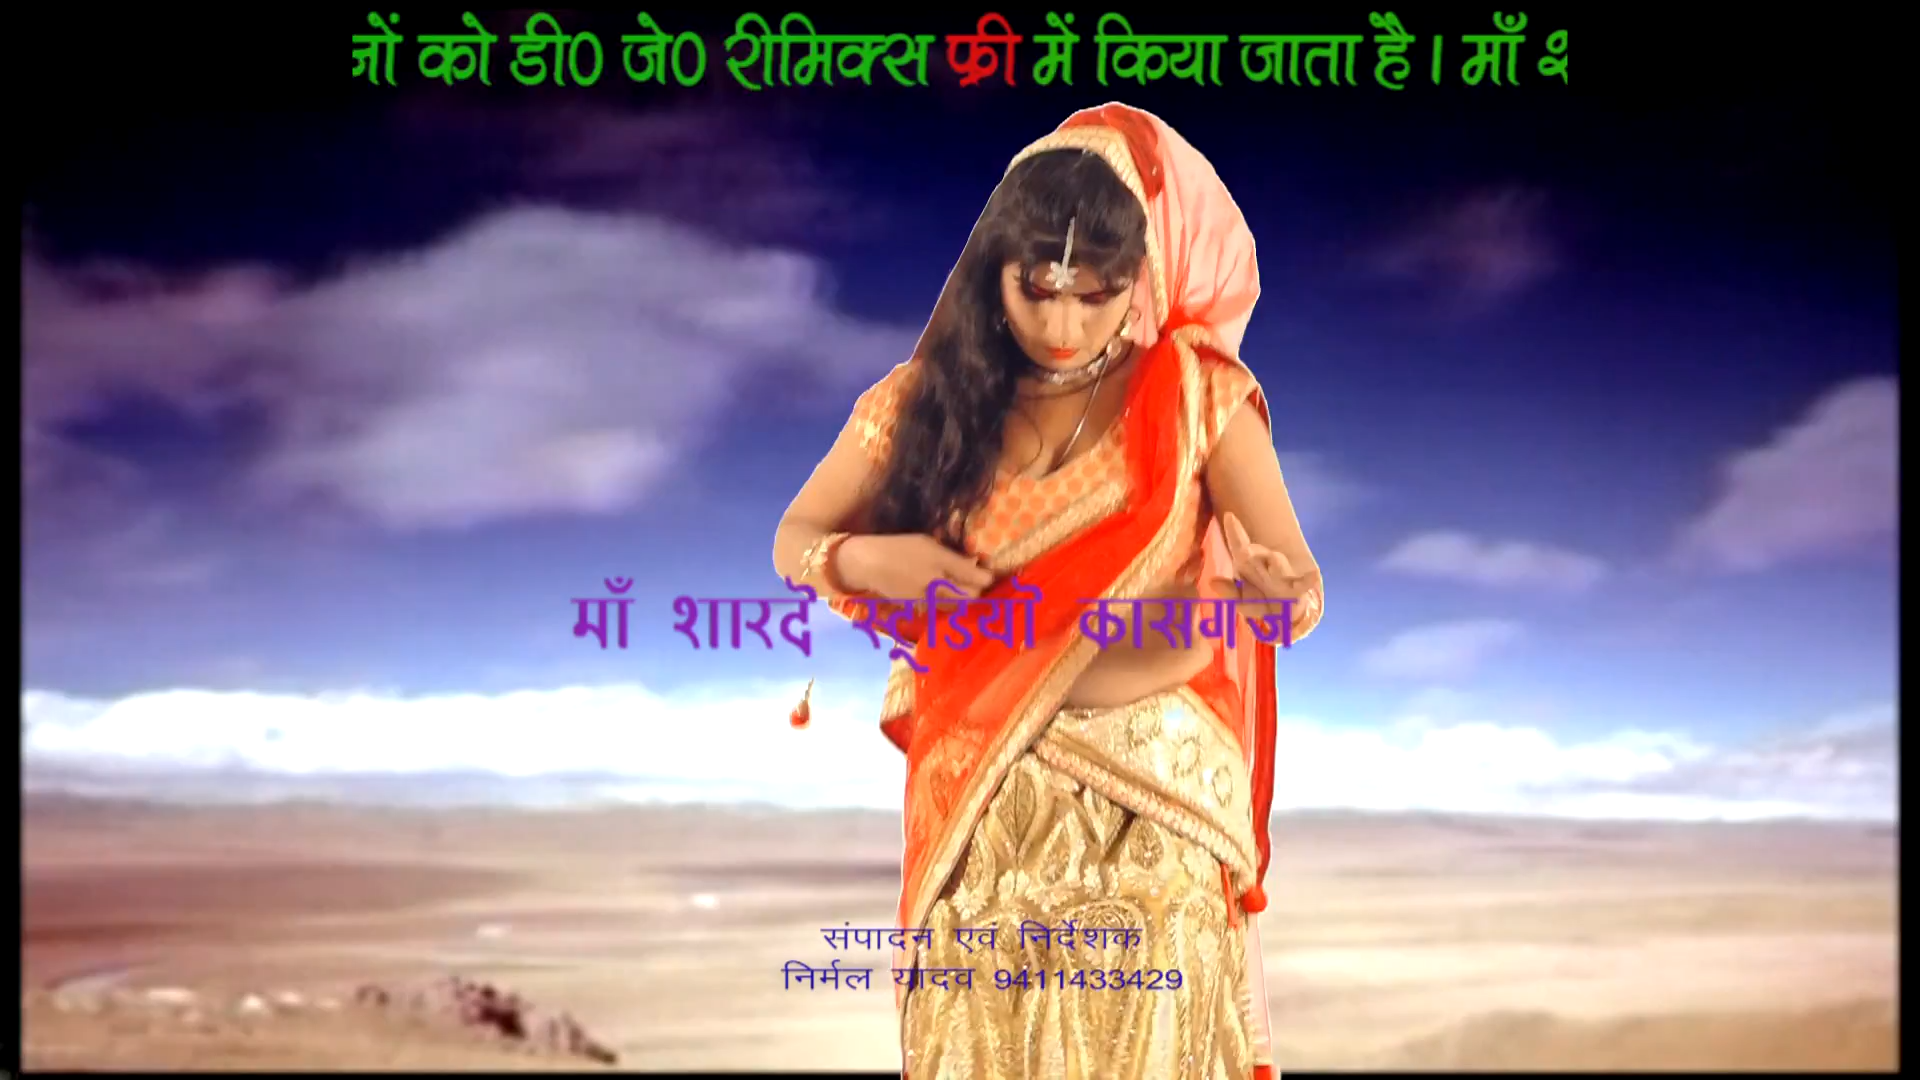 को डी0 जे0 रीमिक्स फ्री में किया जाता है । माँ
माँ शारदे स्टूडियो कासगंज
संपादन एवं निर्देशक
निर्मल यादव 9411433429